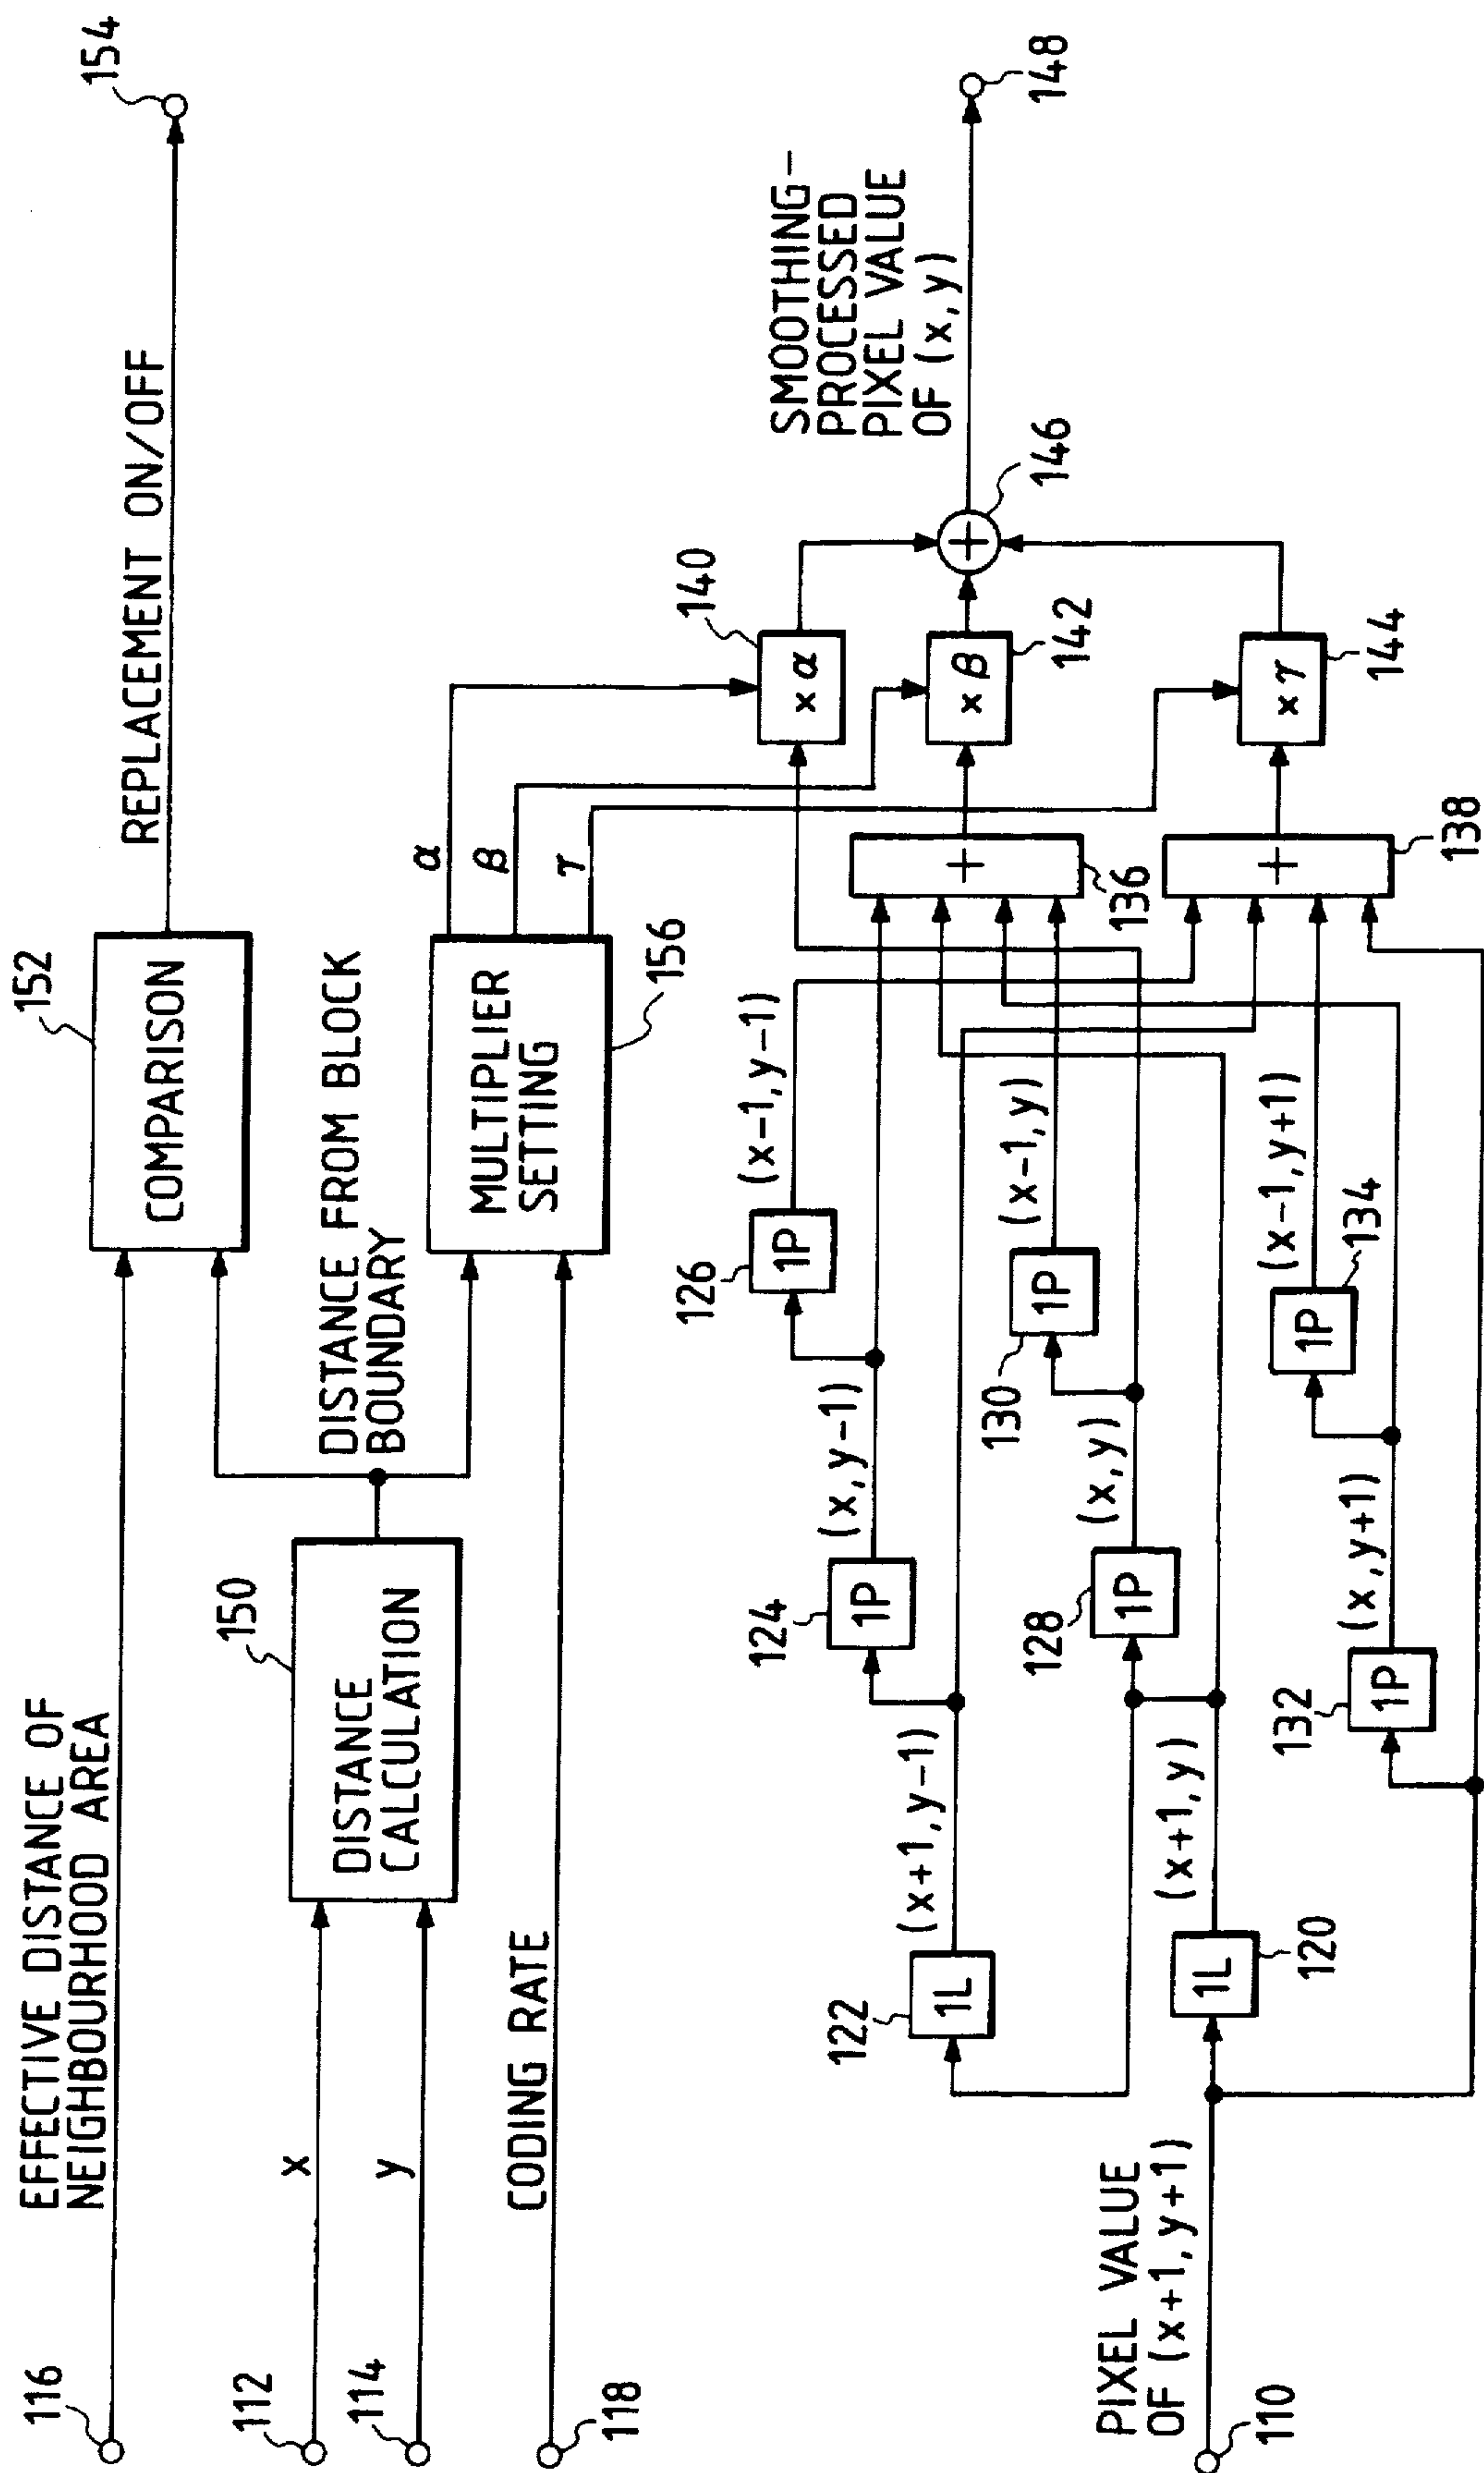 116
EFFECTIVE DISTANCE OF
NEIGHBOURHOOD AREA
152
COMPARISON
REPLACEMENT ON/OFF
154
112
x
114
y
150
DISTANCE
CALCULATION
DISTANCE FROM BLOCK
BOUNDARY
118
CODING RATE
MULTIPLIER
SETTING
156
α
β
γ
110
PIXEL VALUE
OF (x+1,y+1)
1L
120
(x+1,y)
122
1L
(x+1,y-1)
124
1P
(x,y-1)
126
1P
(x-1,y-1)
128
1P
(x,y)
130
1P
(x-1,y)
132
1P
(x,y+1)
1P
134
(x-1,y+1)
+
136
+
138
140
×α
×β
142
×γ
144
+
146
SMOOTHING-
PROCESSED
PIXEL VALUE
OF (x,y)
148